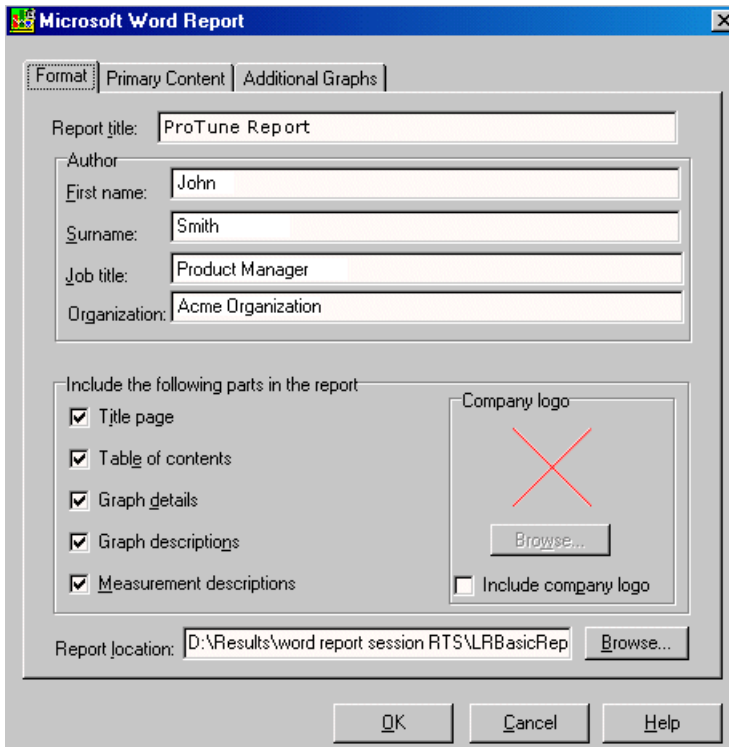 Microsoft Word Report
Format Primary Content Additional Graphs
Report title: ProTune Report
Author
First name: John
Surname: Smith
Job title: Product Manager
Organization: Acme Organization
Include the following parts in the report
Title page
Table of contents
Graph details
Graph descriptions
Measurement descriptions
Company logo
Browse...
Include company logo
Report location: D:\Results\word report session RTS\LRBasicRep Browse...
OK Cancel Help